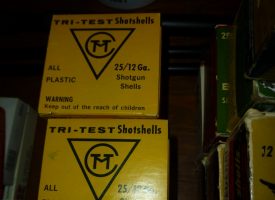 TRI-TEST Shotshells
ALL
PLASTIC
25/12 Ga.
Shotgun
Shells
WARNING
Keep out of the reach of children
TRI-TEST Shotshells
ALL
25/12 Ga.
Shotgun